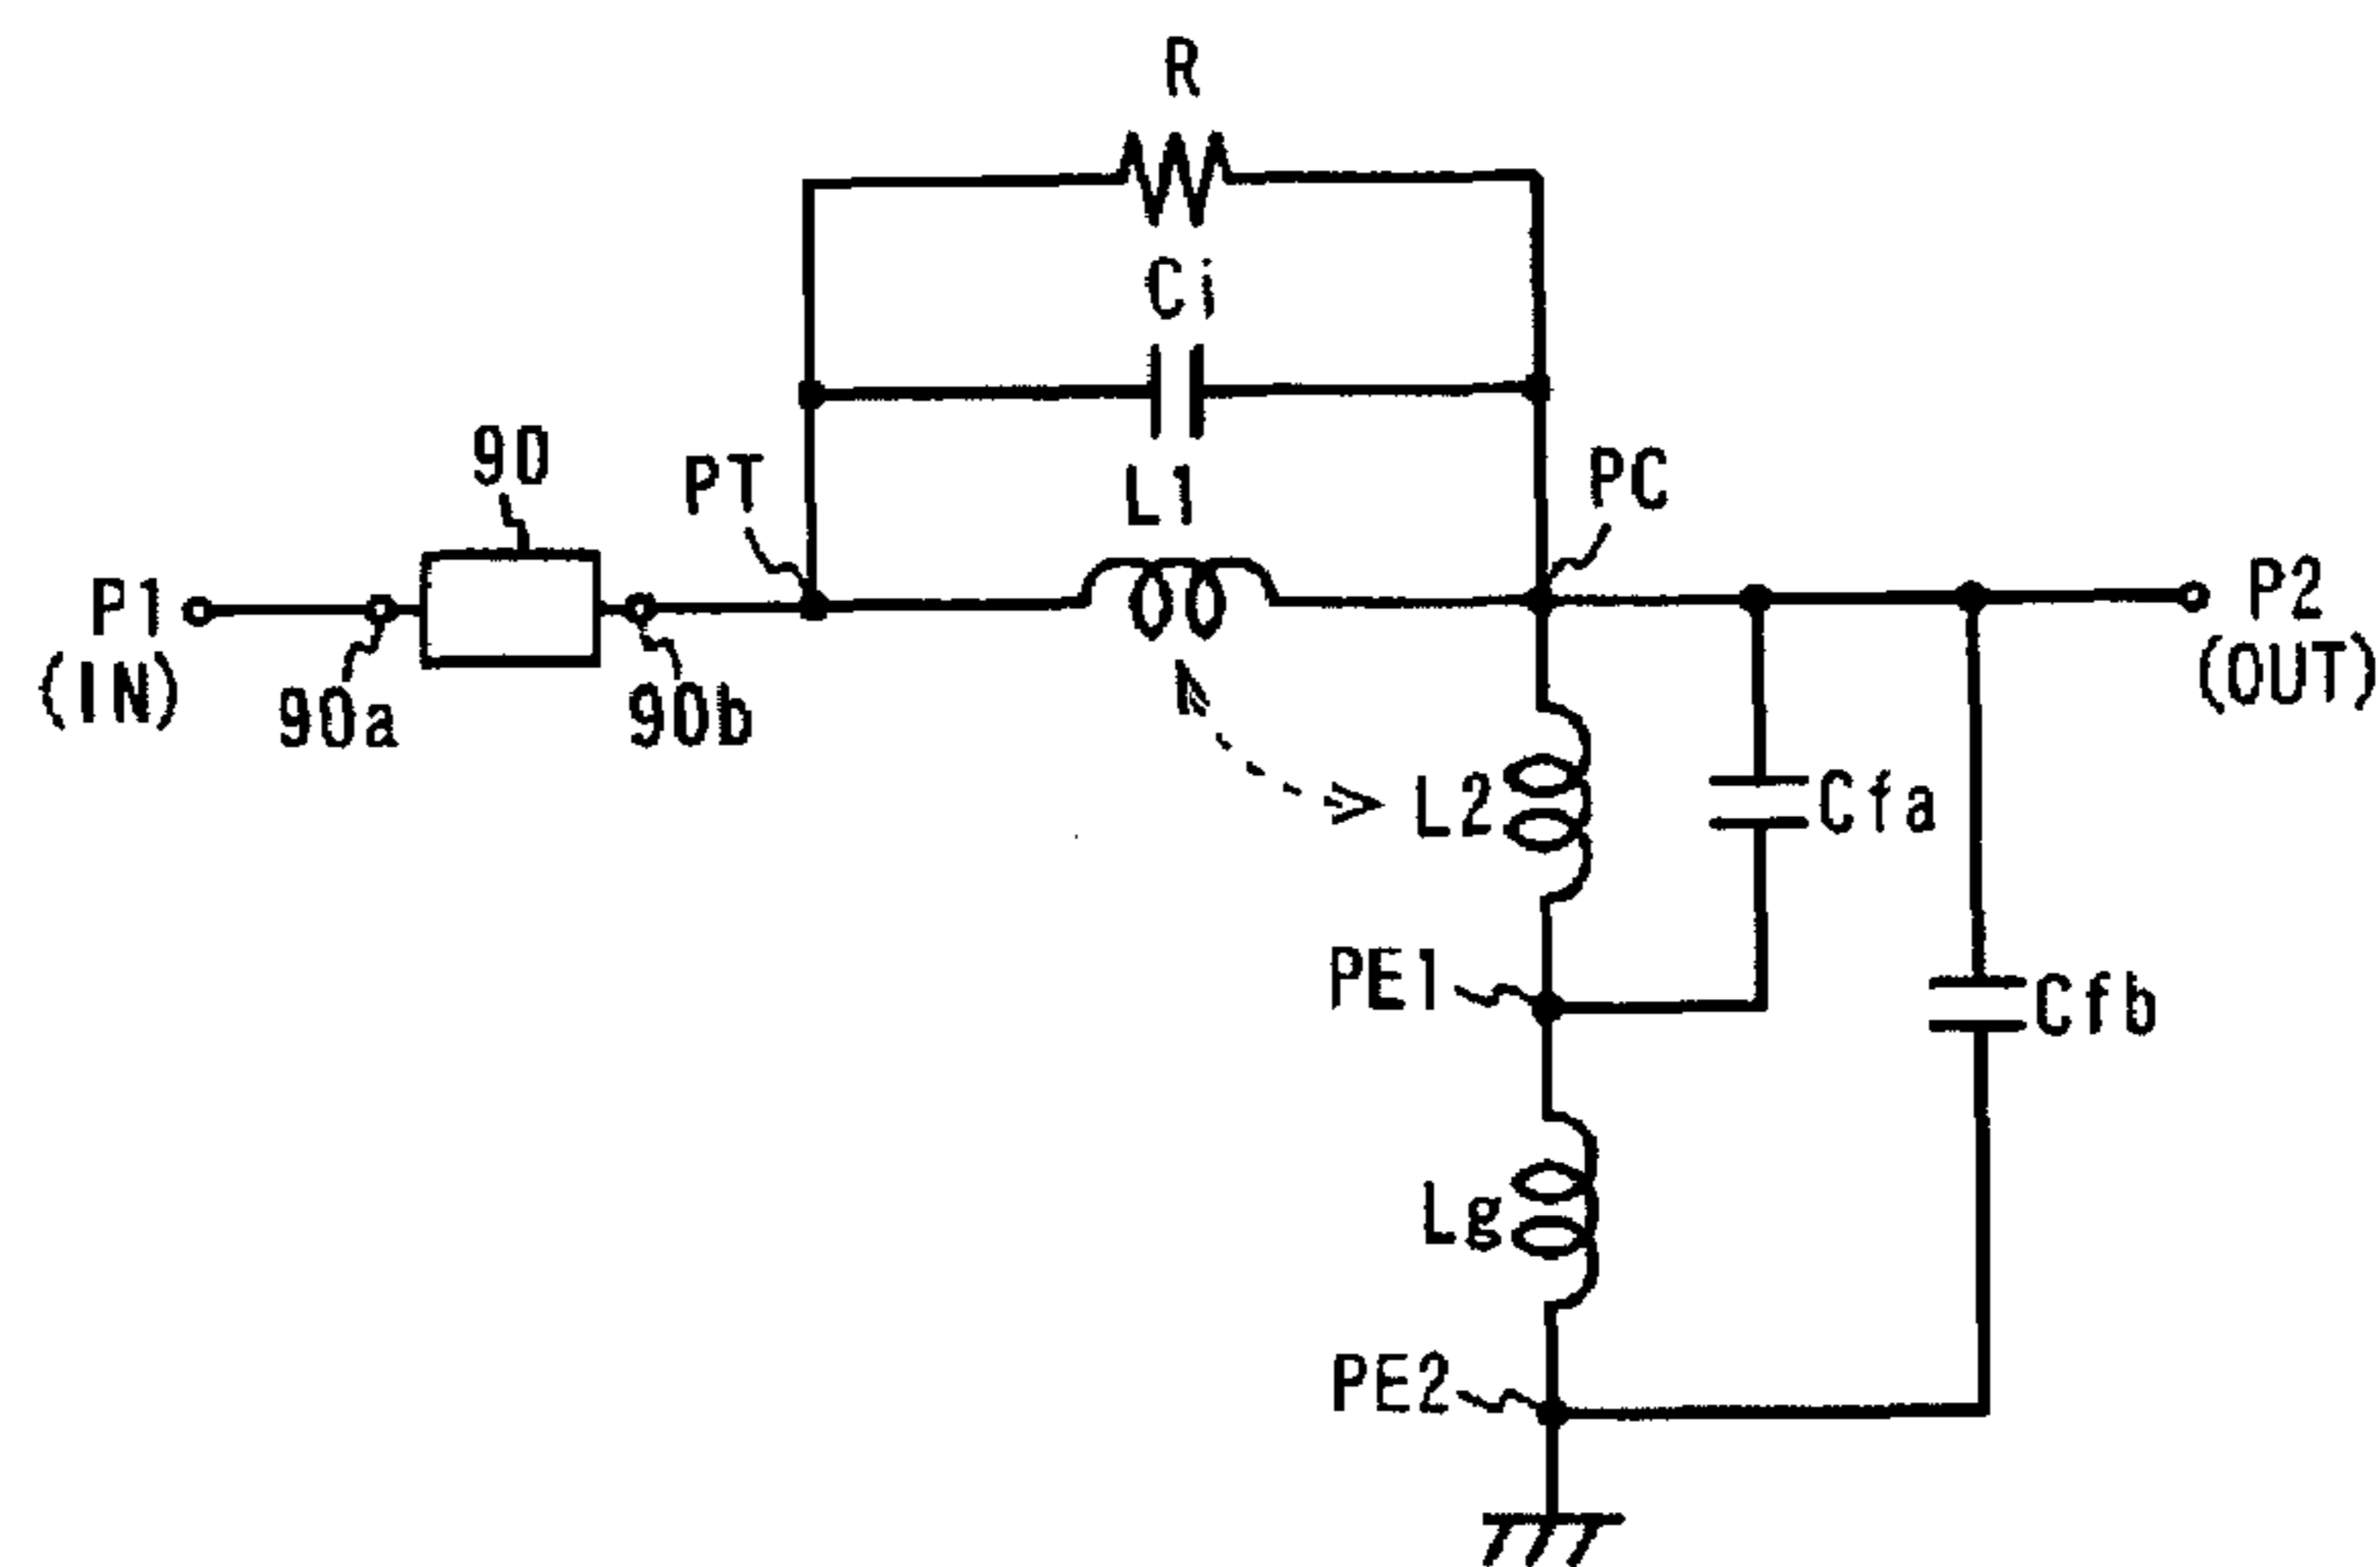 R
Ci
L1
90
PT
PC
P1
(IN)
90a
90b
P2
(OUT)
L2
Cfa
PE1
Cfb
Lg
PE2